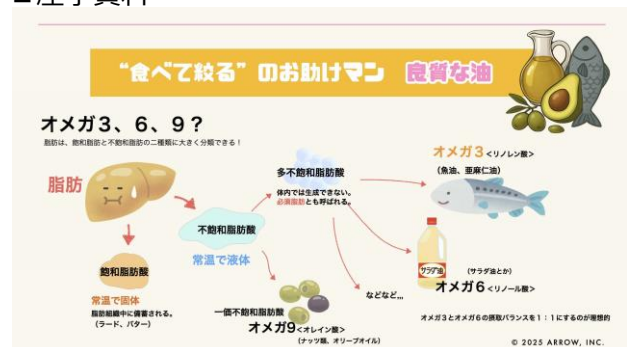 “食べて絞る”のお助けマン 良質な油
オメガ3、6、9？
脂肪は、飽和脂肪と不飽和脂肪の二種類に大きく分類できる！
脂肪
飽和脂肪酸
常温で固体
脂肪組織中に備蓄される。
（ラード、バター）
不飽和脂肪酸
常温で液体
多不飽和脂肪酸
体内では生成できない。
必須脂肪とも呼ばれる。
オメガ3<リノレン酸>
（魚油、亜麻仁油）
サラダ油
（サラダ油とか）
オメガ6<リノール酸>
などなど…
一価不飽和脂肪酸
オメガ9<オレイン酸>
（ナッツ類、オリーブオイル）
オメガ3とオメガ6の摂取バランスを1：1にするのが理想的
© 2025 ARROW, INC.